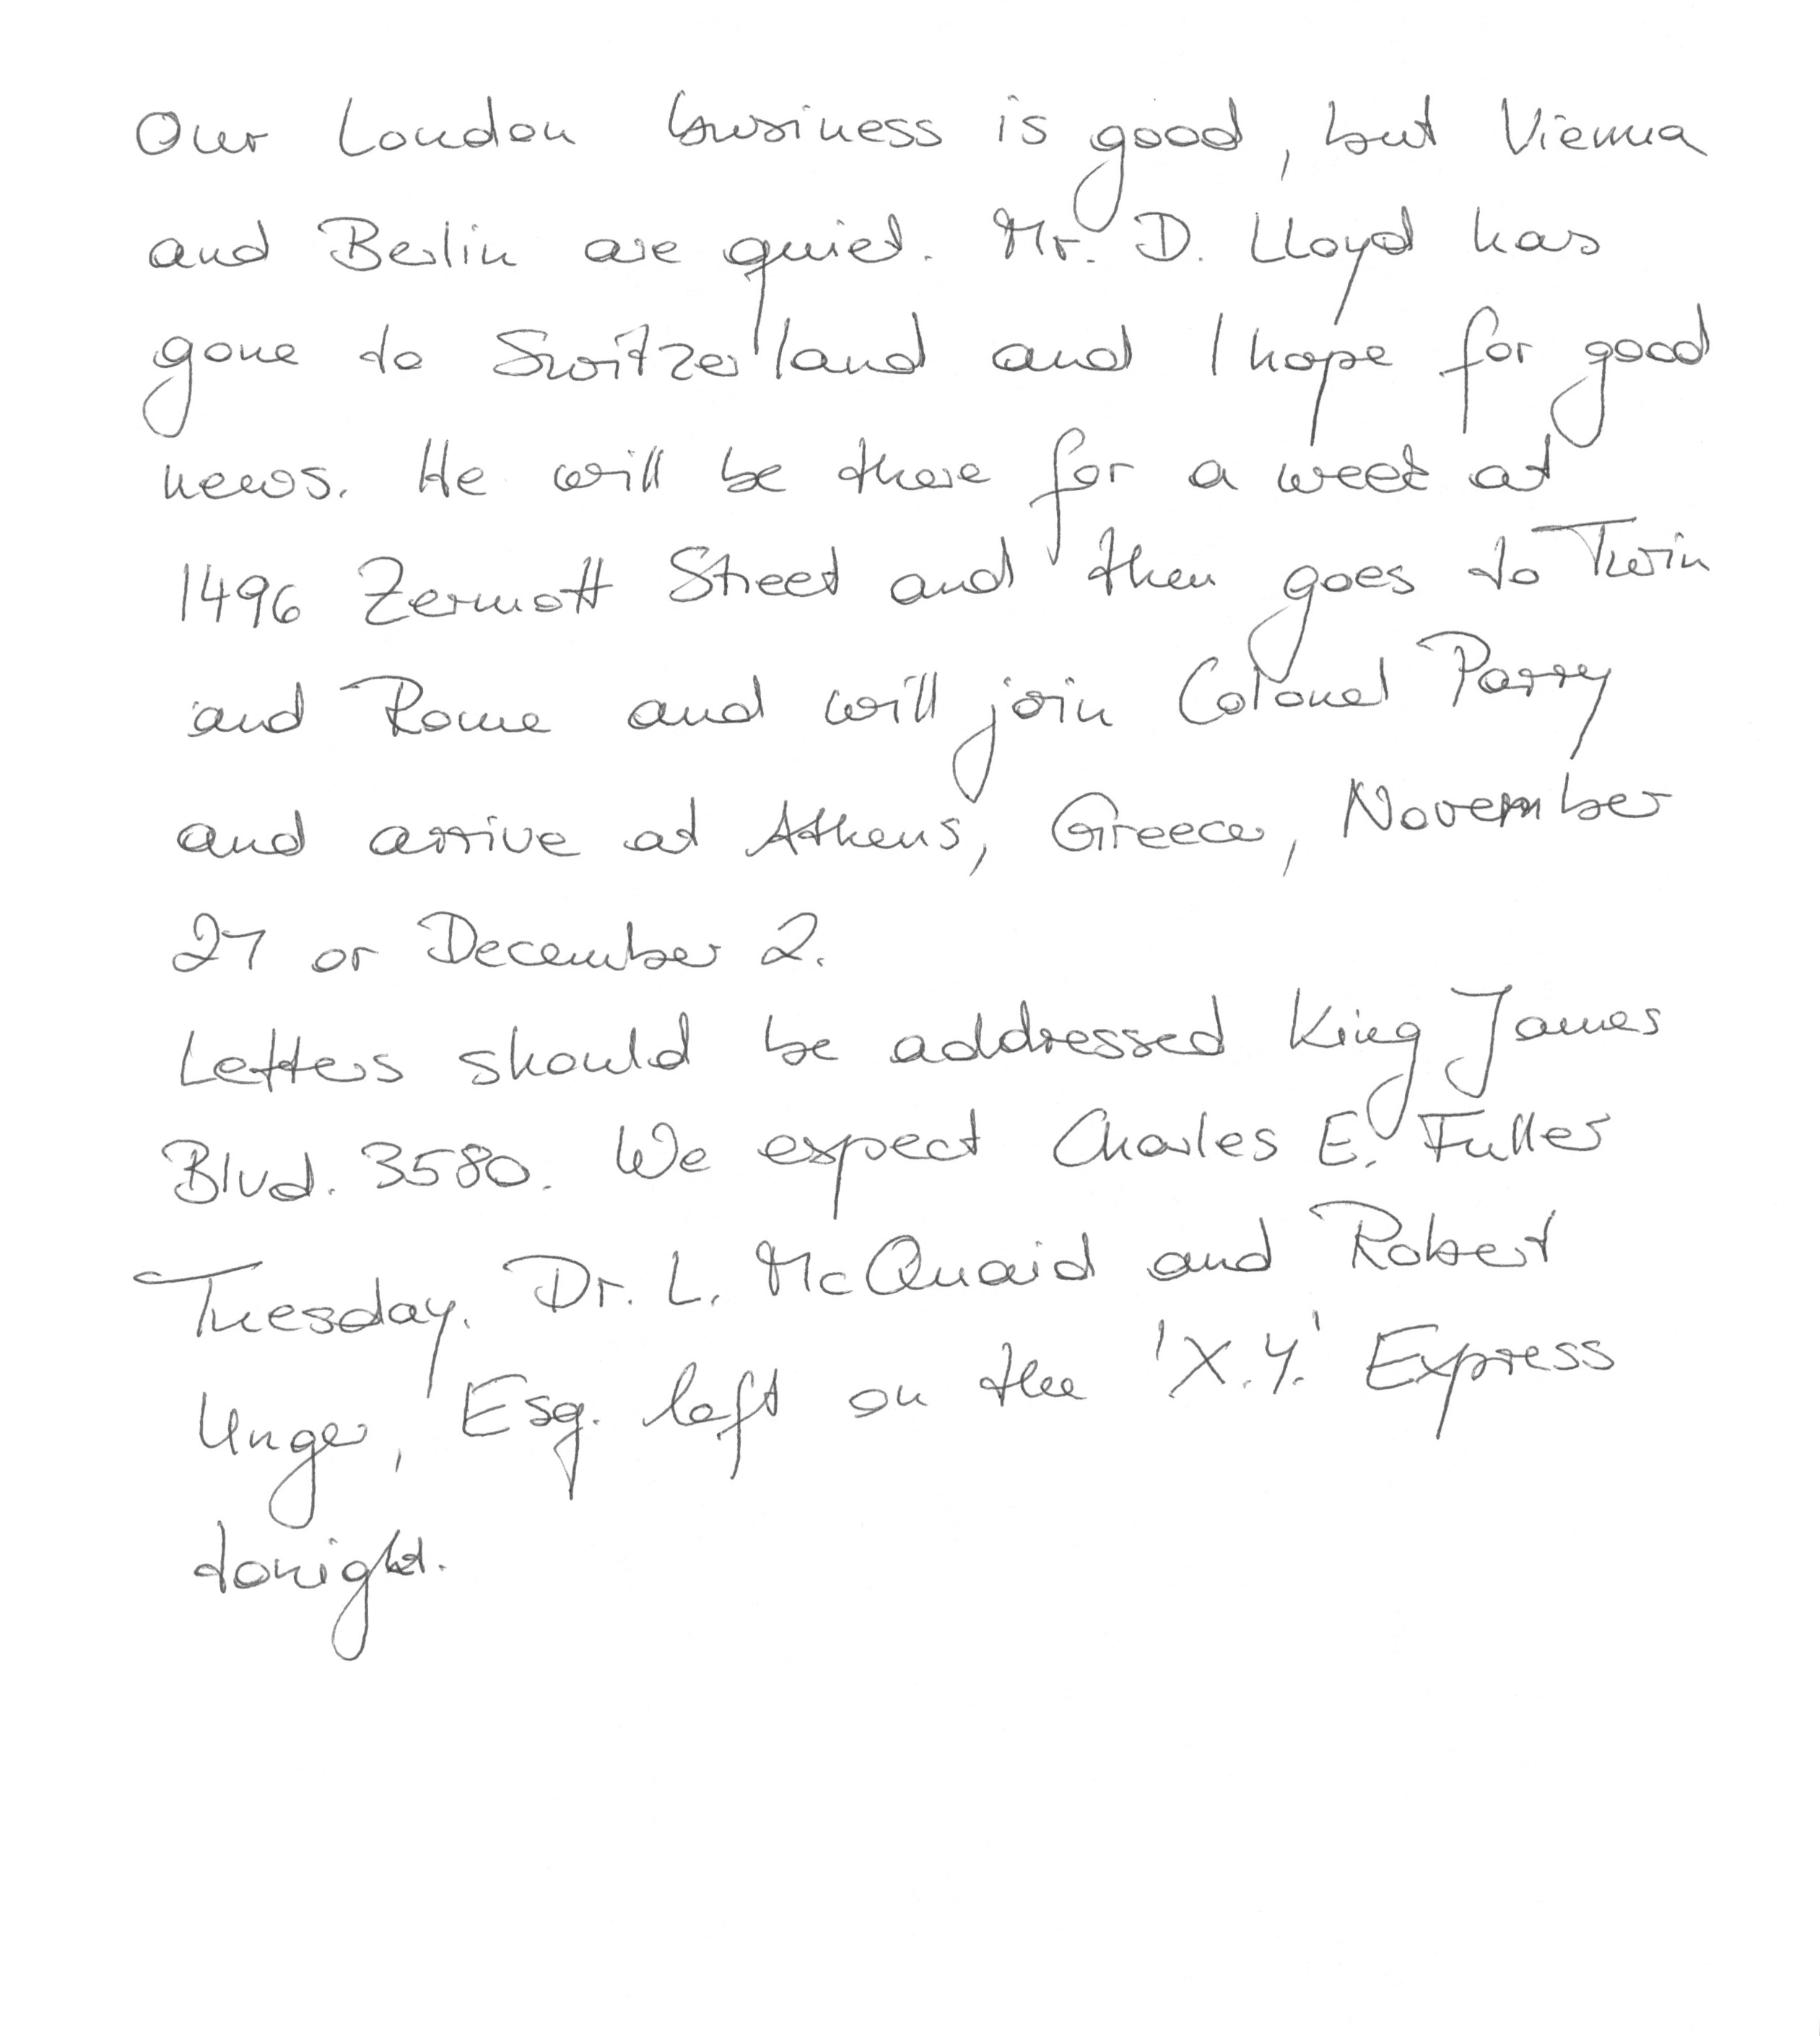 Our London business is good, but Vienna
and Berlin are quiet. Mr. D. Lloyd has
gone to Switzerland and I hope for good
news. He will be there for a week at
1496 Zermott Street and then goes to Turin
and Rome and will join Colonel Parry
and arrive at Athens, Greece, November
27 or December 2.
Letters should be addressed King James
Blvd. 3580. We expect Charles E. Fuller
Tuesday. Dr. L. McQuaid and Robert
Unger, Esq. left on the 'X.Y.' Express
tonight.